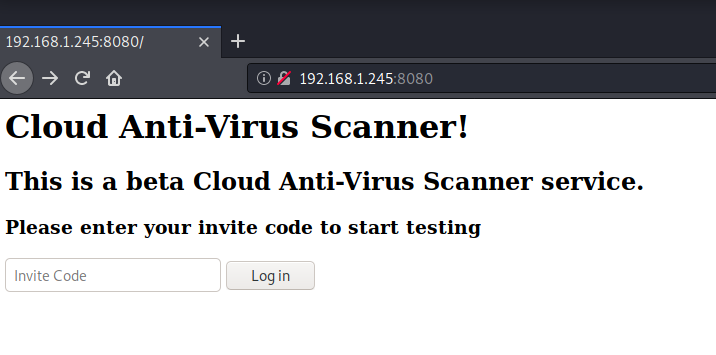 192.168.1.245:8080/
192.168.1.245:8080
Cloud Anti-Virus Scanner!
This is a beta Cloud Anti-Virus Scanner service.
Please enter your invite code to start testing
Invite Code Log in